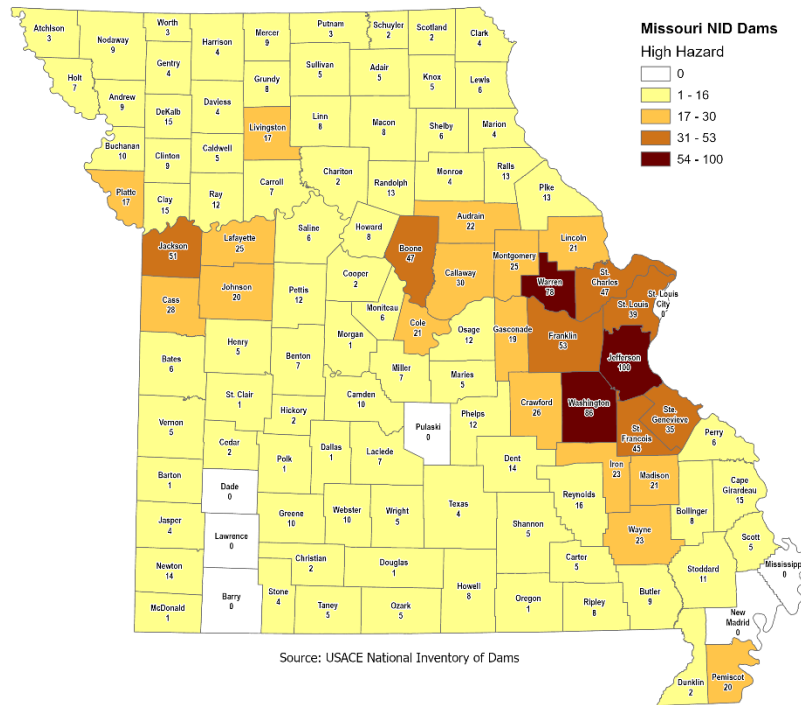 Missouri NID Dams
High Hazard
0
1 - 16
17 - 30
31 - 53
54 - 100
Atchison
3
Nodaway
9
Worth
3
Harrison
4
Mercer
9
Putnam
3
Schuyler
2
Scotland
2
Clark
4
Holt
7
Gentry
4
Sullivan
5
Adair
5
Knox
5
Lewis
6
Grundy
8
Andrew
9
DeKalb
15
Daviess
4
Livingston
17
Linn
8
Macon
8
Shelby
6
Marion
4
Buchanan
10
Clinton
9
Caldwell
5
Chariton
2
Randolph
13
Monroe
4
Ralls
13
Pike
13
Platte
17
Clay
15
Ray
12
Carroll
7
Saline
6
Howard
8
Boone
47
Audrain
22
Jackson
51
Lafayette
25
Callaway
30
Montgomery
25
Lincoln
21
Warren
78
St.
Charles
47
St. Louis
39
St. Louis
City
0
Cass
28
Johnson
20
Pettis
12
Cooper
2
Moniteau
6
Cole
21
Osage
12
Gasconade
19
Franklin
53
Jefferson
100
Bates
6
Henry
5
Benton
7
Morgan
1
Miller
7
Maries
5
Crawford
26
Washington
86
Ste.
Genevieve
35
St.
Francois
45
Perry
6
Vernon
5
St. Clair
1
Hickory
2
Camden
10
Pulaski
0
Phelps
12
Cedar
2
Dent
14
Iron
23
Madison
21
Cape
Girardeau
15
Barton
1
Dade
0
Polk
1
Dallas
1
Laclede
7
Texas
4
Reynolds
16
Bollinger
8
Jasper
4
Lawrence
0
Greene
10
Webster
10
Wright
5
Shannon
5
Wayne
23
Scott
5
Mississippi
0
Newton
14
Christian
2
Douglas
1
Carter
5
Stoddard
11
McDonald
1
Barry
0
Stone
4
Taney
5
Ozark
5
Howell
8
Oregon
1
Ripley
8
Butler
9
New
Madrid
0
Dunklin
2
Pemiscot
20
Source: USACE National Inventory of Dams